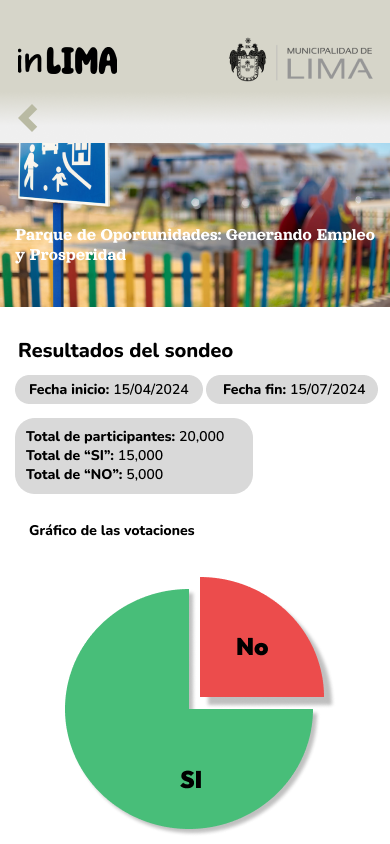 inLIMA
MUNICIPALIDAD DE
LIMA
Parque de Oportunidades: Generando Empleo
y Prosperidad
Resultados del sondeo
Fecha inicio: 15/04/2024
Fecha fin: 15/07/2024
Total de participantes: 20,000
Total de “SI”: 15,000
Total de “NO”: 5,000
Gráfico de las votaciones
No
SI